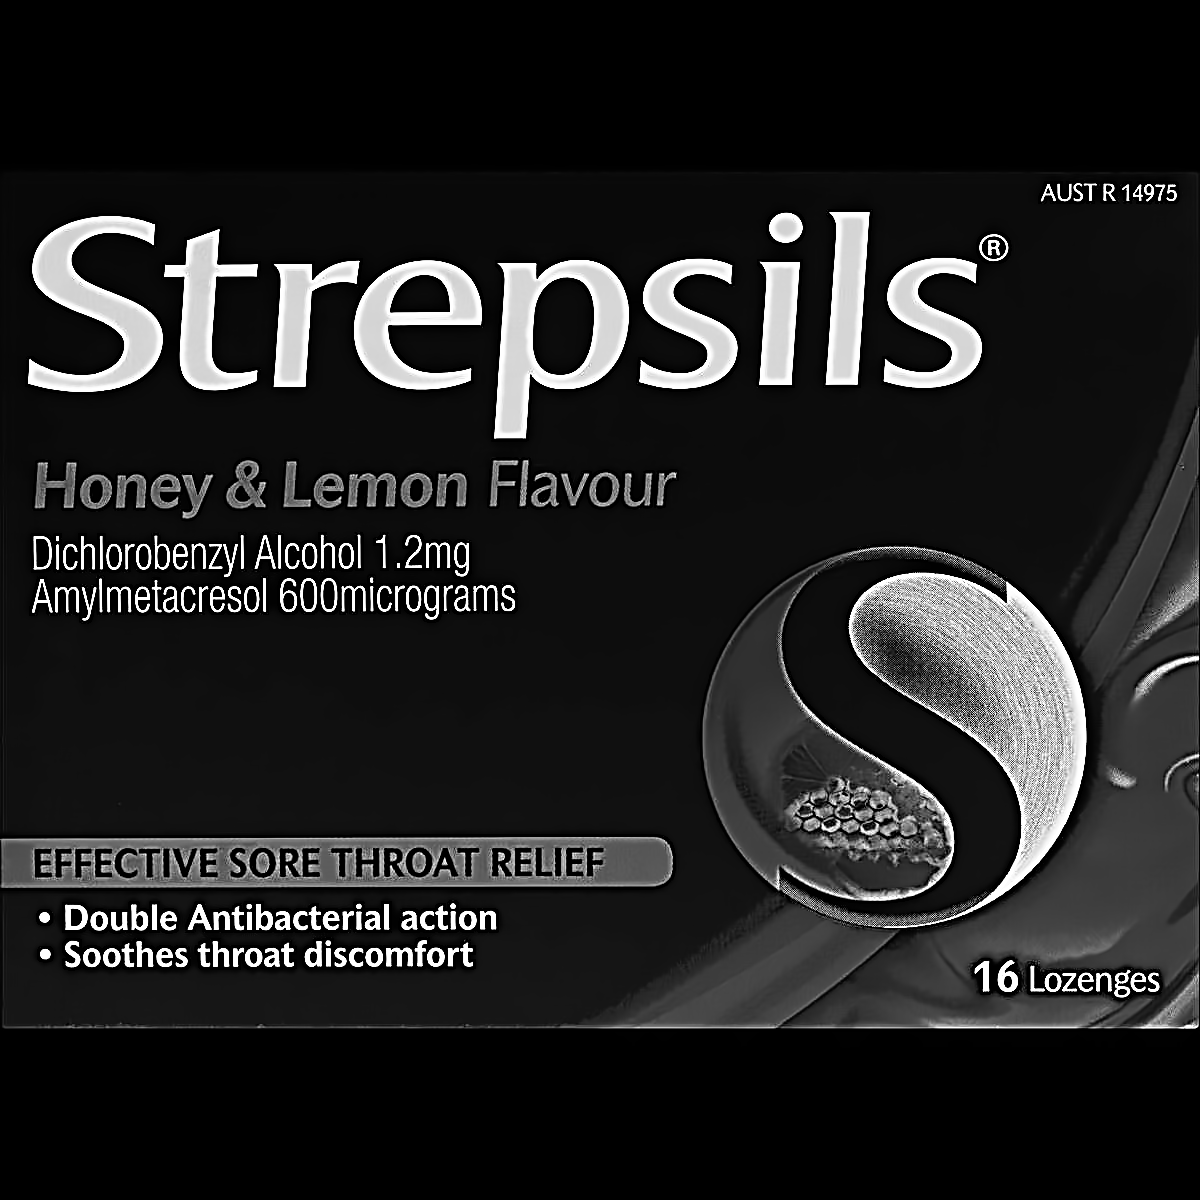 AUST R 14975
Strepsils®
Honey & Lemon Flavour
Dichlorobenzyl Alcohol 1.2mg
Amylmetacresol 600micrograms
EFFECTIVE SORE THROAT RELIEF
• Double Antibacterial action
• Soothes throat discomfort
16 Lozenges